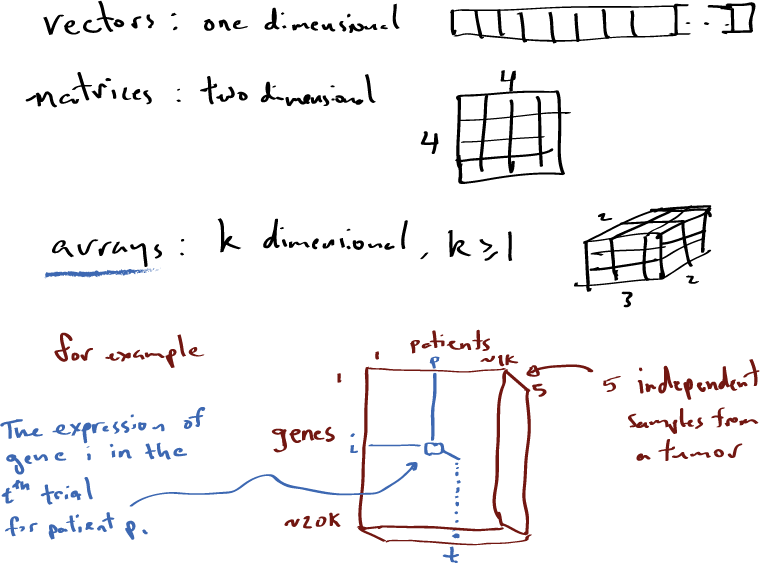 vectors : one dimensional
...
matrices : two dimensional
4
4
arrays : k dimensional, k ≥ 1
2
3
2
for example
patients
1
p
~1K
1
5
5 independent
samples from
a tumor
The expression of
gene i in the
tth trial
for patient p.
genes
i
~20K
t